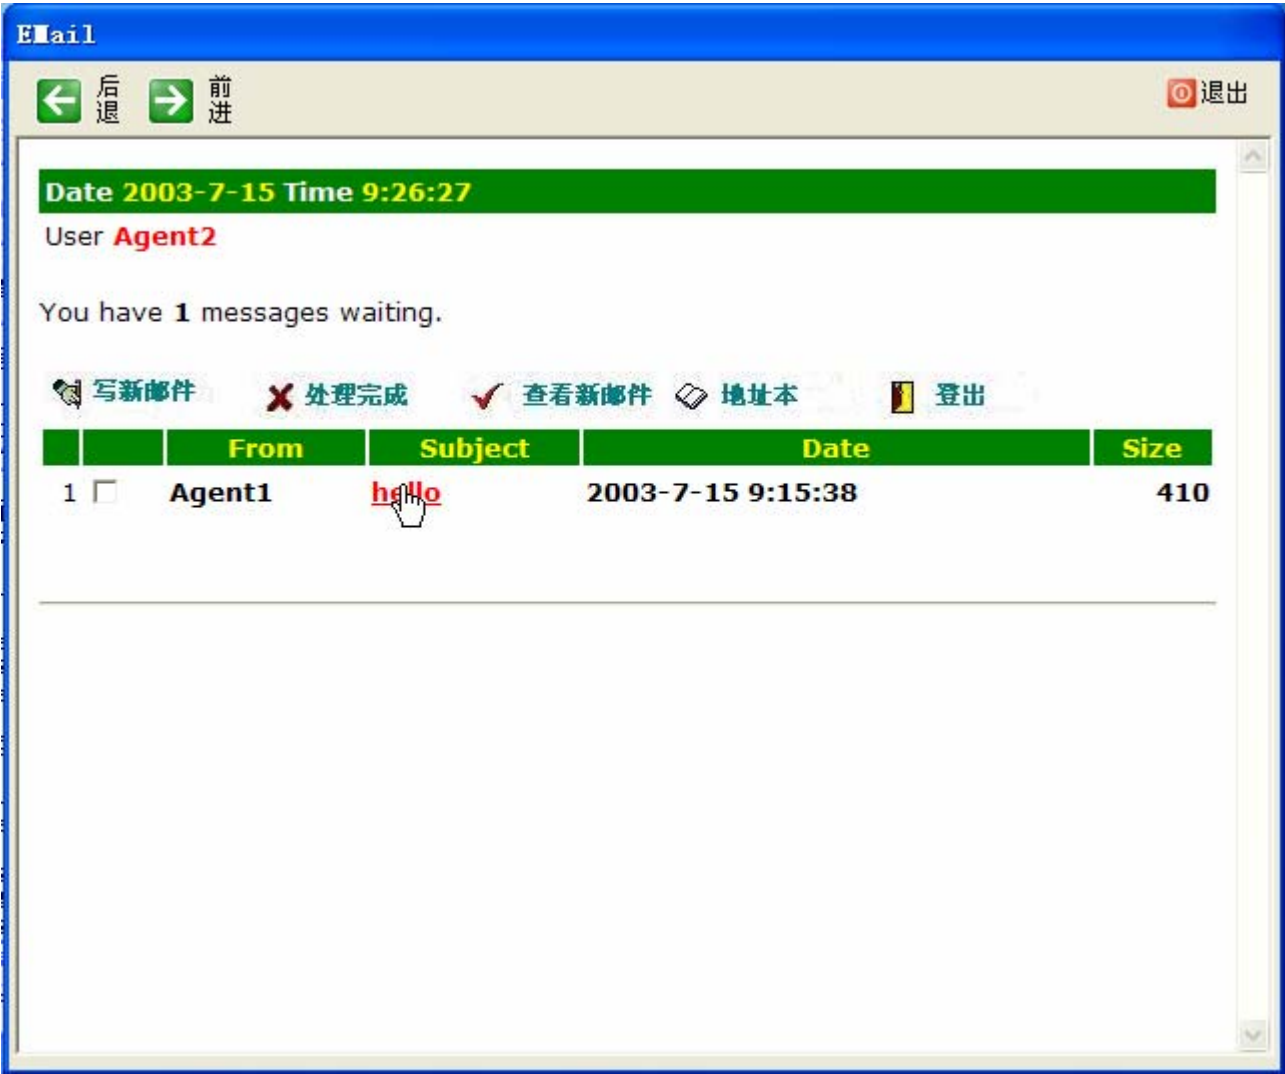 EMail
后退 前进 退出
Date 2003-7-15 Time 9:26:27
User Agent2
You have 1 messages waiting.
写新邮件 处理完成 查看新邮件 地址本 登出
From Subject Date Size
1 Agent1 hello 2003-7-15 9:15:38 410